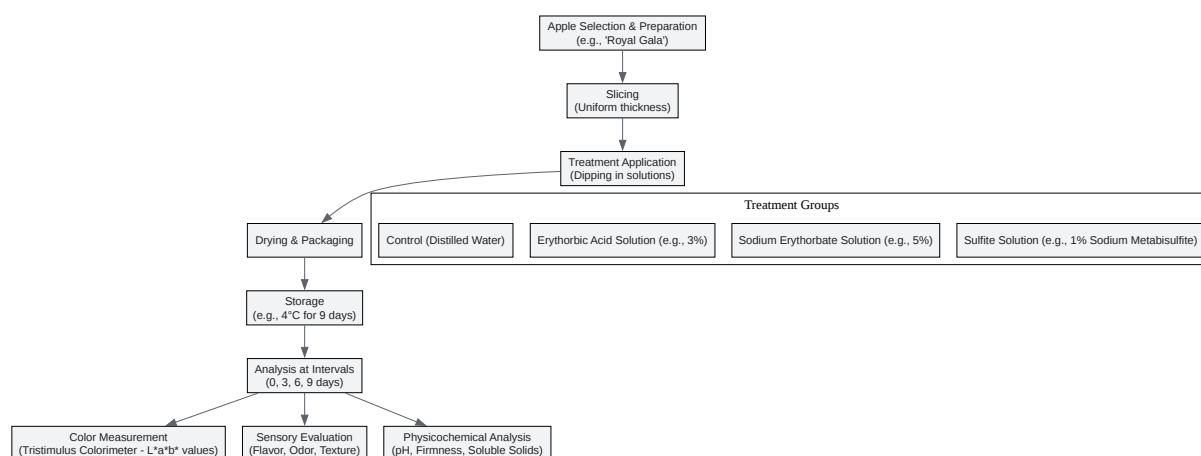 Apple Selection & Preparation
(e.g., 'Royal Gala')
Slicing
(Uniform thickness)
Treatment Application
(Dipping in solutions)
Treatment Groups
Drying & Packaging
Control (Distilled Water)
Erythorbic Acid Solution (e.g., 3%)
Sodium Erythorbate Solution (e.g., 5%)
Sulfite Solution (e.g., 1% Sodium Metabisulfite)
Storage
(e.g., 4°C for 9 days)
Analysis at Intervals
(0, 3, 6, 9 days)
Color Measurement
(Tristimulus Colorimeter - L*a*b* values)
Sensory Evaluation
(Flavor, Odor, Texture)
Physicochemical Analysis
(pH, Firmness, Soluble Solids)